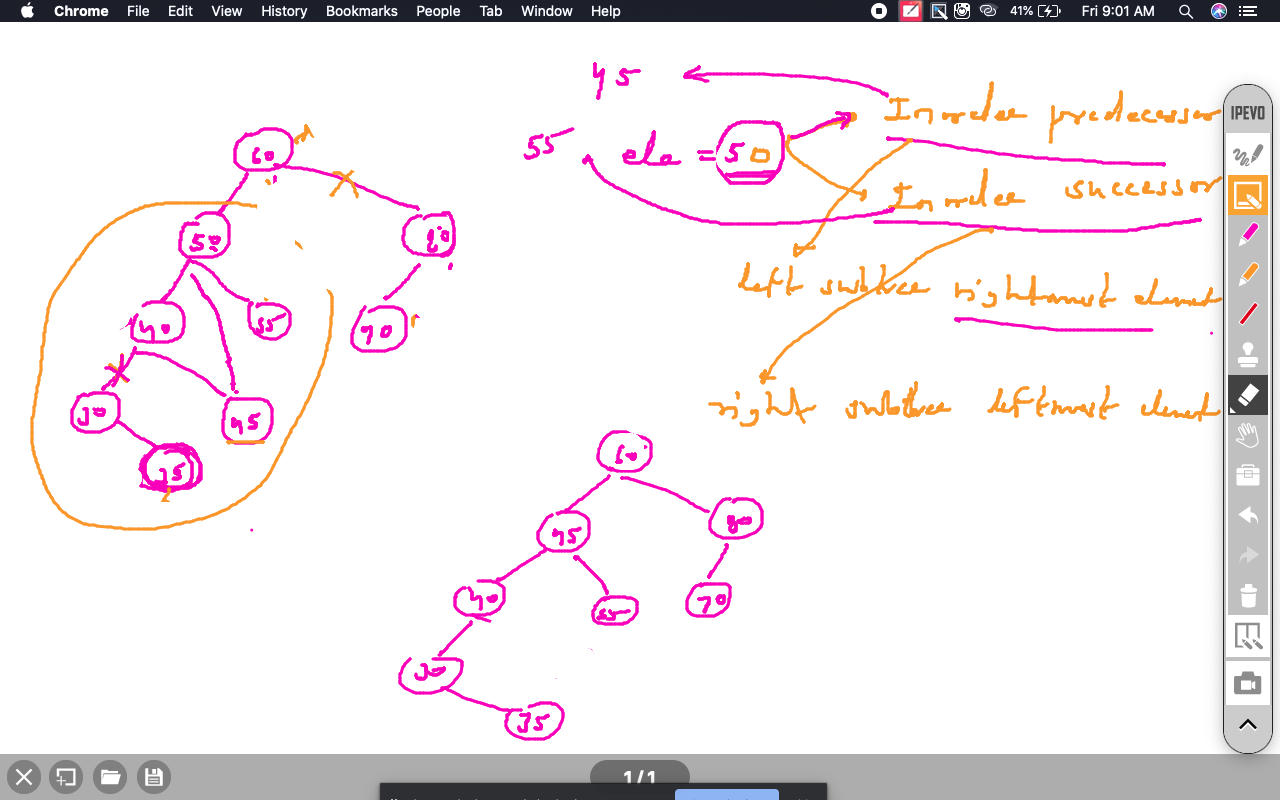 Chrome File Edit View History Bookmarks People Tab Window Help 41% Fri 9:01 AM
45
Inorder predecessor
IPEVO
55 ele = 50
Inorder successor
left subtree rightmost element
right subtree leftmost element
60
50 80
40 55 70
30 45
35
60
45 80
40 55 70
30
35
1/1